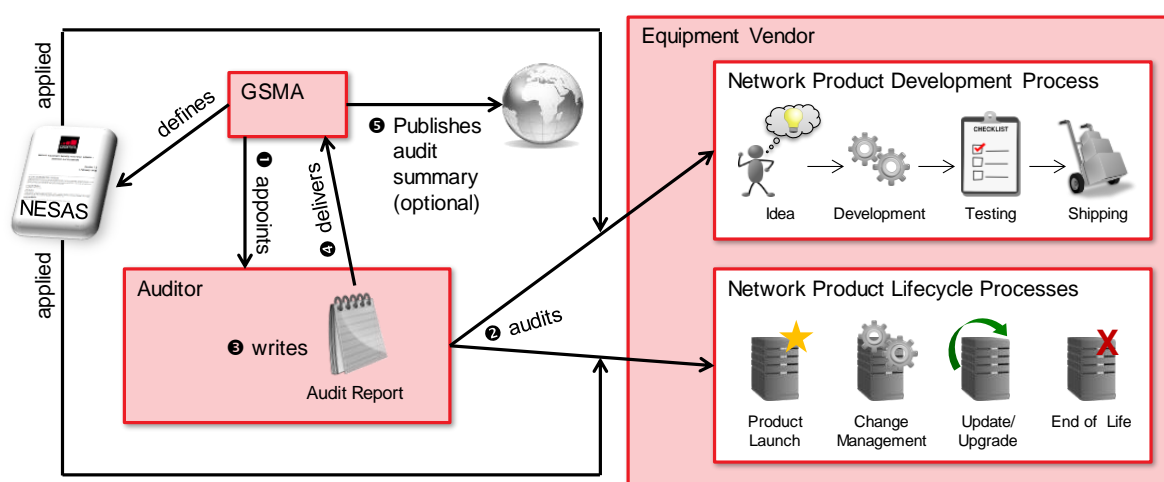 applied
defines
GSMA
NESAS
applied
❶ appoints
❹ delivers
❺ Publishes
audit
summary
(optional)
Auditor
❸ writes
Audit Report
❷ audits
Equipment Vendor
Network Product Development Process
CHECKLIST
Idea
Development
Testing
Shipping
Network Product Lifecycle Processes
X
Product
Launch
Change
Management
Update/
Upgrade
End of Life